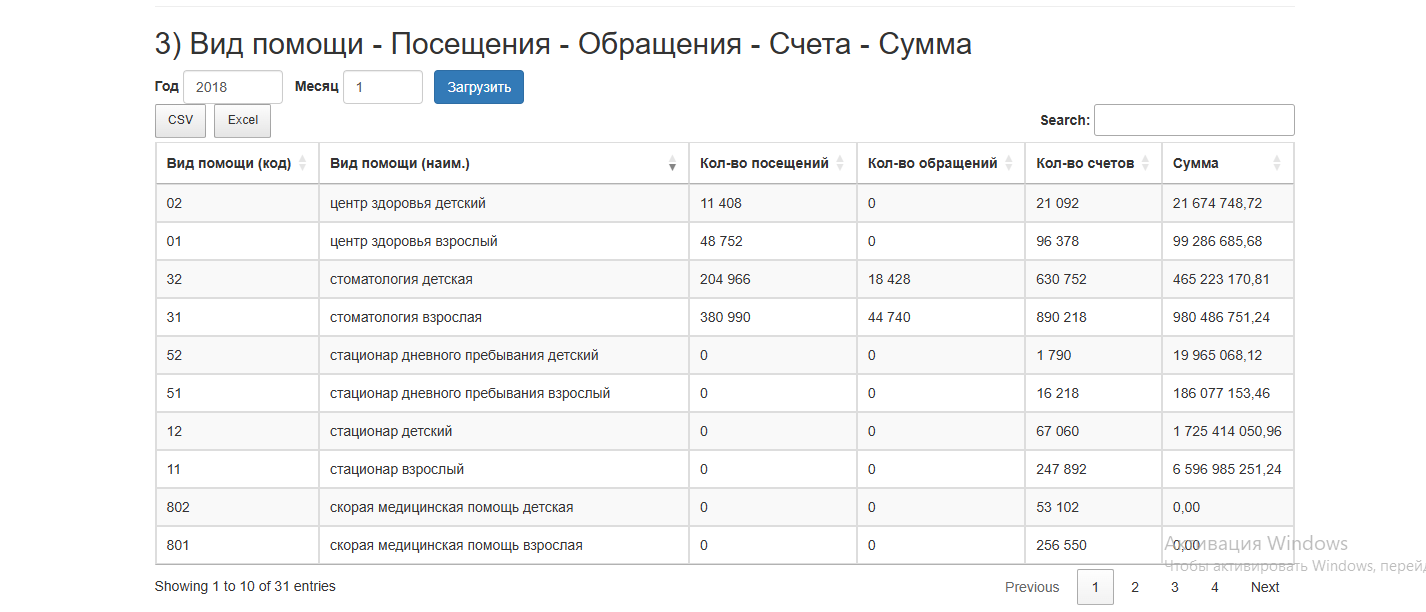 3) Вид помощи - Посещения - Обращения - Счета - Сумма
Год 2018 Месяц 1 Загрузить
CSV Excel Search:
Вид помощи (код) Вид помощи (наим.) Кол-во посещений Кол-во обращений Кол-во счетов Сумма
02 центр здоровья детский 11 408 0 21 092 21 674 748,72
01 центр здоровья взрослый 48 752 0 96 378 99 286 685,68
32 стоматология детская 204 966 18 428 630 752 465 223 170,81
31 стоматология взрослая 380 990 44 740 890 218 980 486 751,24
52 стационар дневного пребывания детский 0 0 1 790 19 965 068,12
51 стационар дневного пребывания взрослый 0 0 16 218 186 077 153,46
12 стационар детский 0 0 67 060 1 725 414 050,96
11 стационар взрослый 0 0 247 892 6 596 985 251,24
802 скорая медицинская помощь детская 0 0 53 102 0,00
801 скорая медицинская помощь взрослая 0 0 256 550 0,00
Активация Windows
Чтобы активировать Windows, перейд
Showing 1 to 10 of 31 entries Previous 1 2 3 4 Next